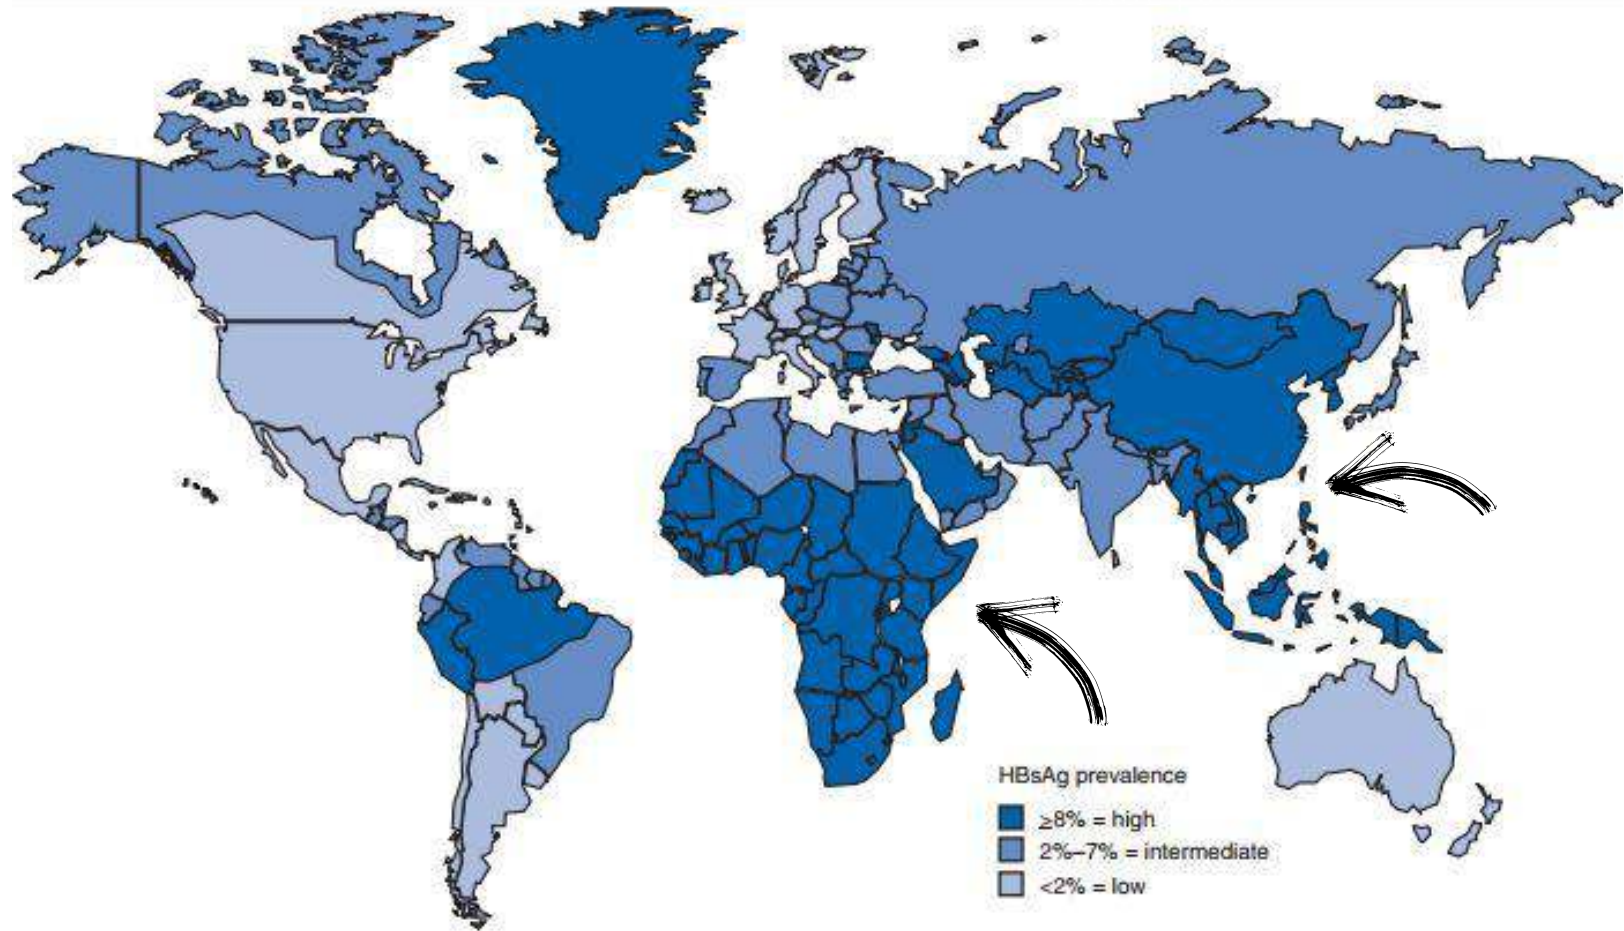 HBsAg prevalence
≥8% = high
2%–7% = intermediate
<2% = low